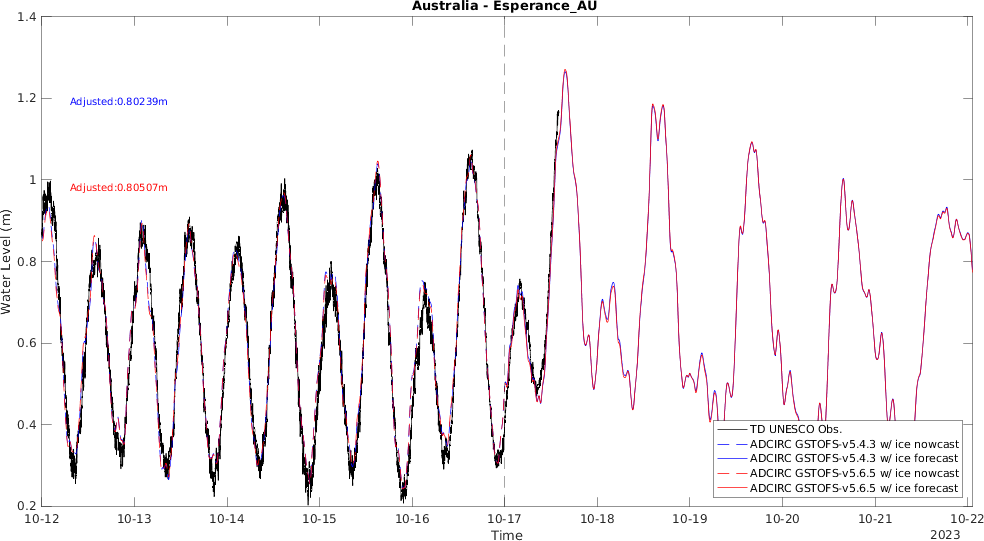 Australia - Esperance_AU
1.4
1.2
1
0.8
0.6
0.4
0.2
Water Level (m)
Adjusted:0.80239m
Adjusted:0.80507m
TD UNESCO Obs.
ADCIRC GSTOFS-v5.4.3 w/ ice nowcast
ADCIRC GSTOFS-v5.4.3 w/ ice forecast
ADCIRC GSTOFS-v5.6.5 w/ ice nowcast
ADCIRC GSTOFS-v5.6.5 w/ ice forecast
10-12 10-13 10-14 10-15 10-16 10-17 10-18 10-19 10-20 10-21 10-22
Time
2023